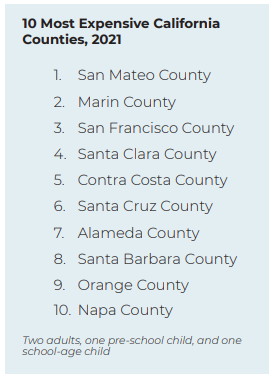 10 Most Expensive California
Counties, 2021
1. San Mateo County
2. Marin County
3. San Francisco County
4. Santa Clara County
5. Contra Costa County
6. Santa Cruz County
7. Alameda County
8. Santa Barbara County
9. Orange County
10. Napa County
Two adults, one pre-school child, and one
school-age child